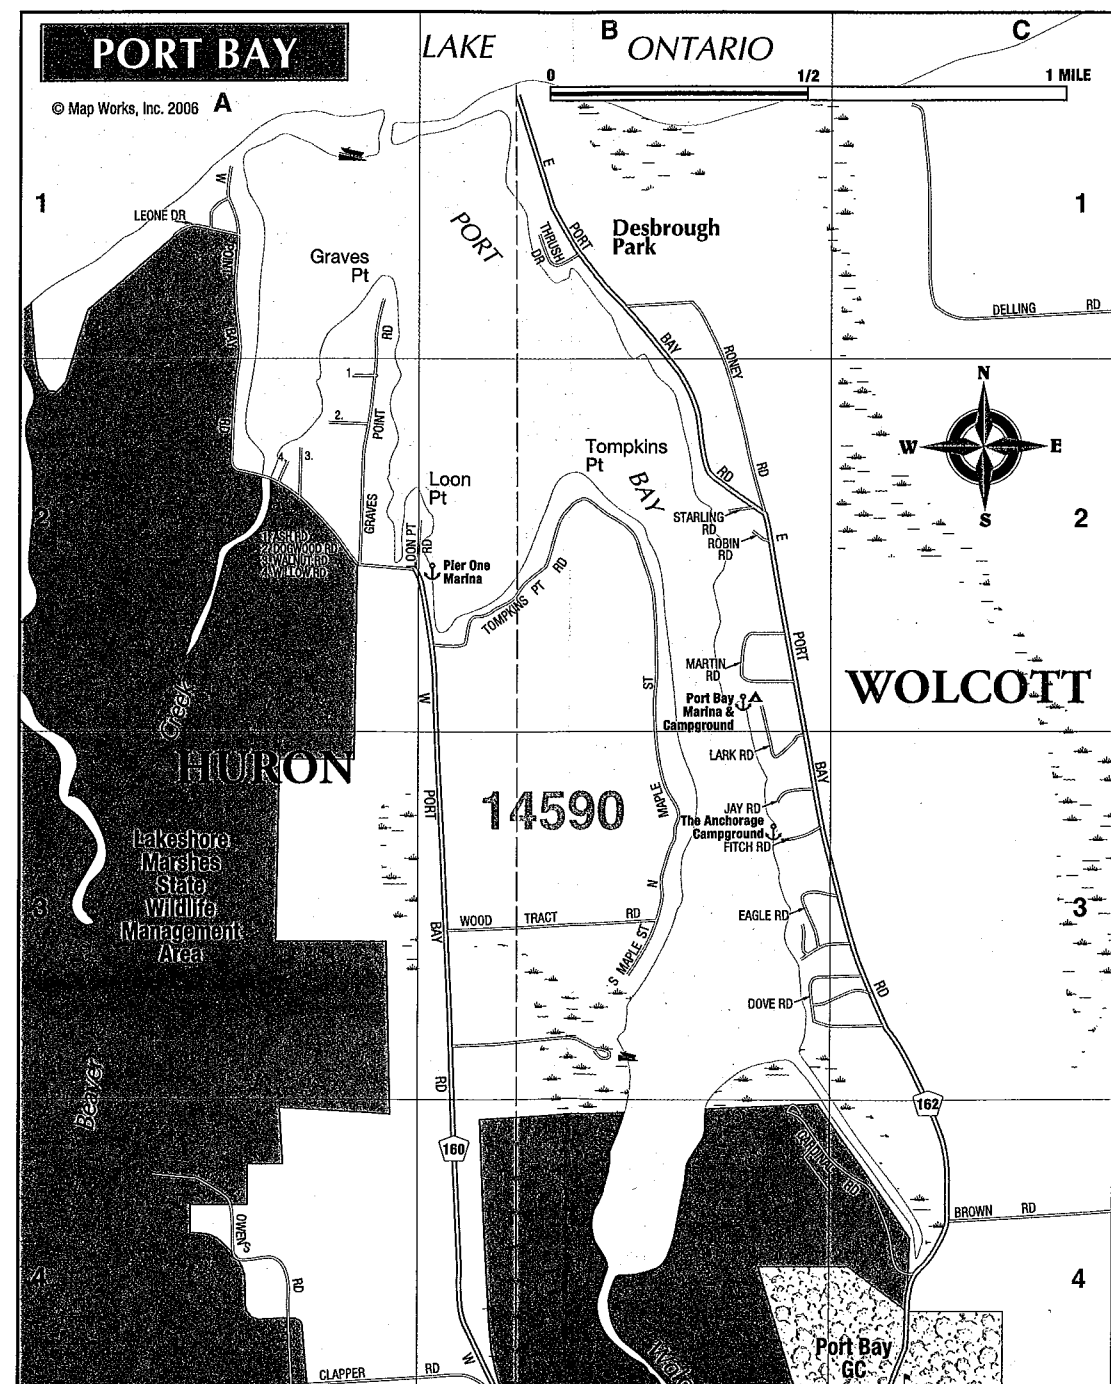 PORT BAY
LAKE
B
ONTARIO
C
0
1/2
1 MILE
© Map Works, Inc. 2006
A
1
1
W
POINT
BAY
RD
LEONE DR
Graves
Pt
PORT
BAY
E
PORT
BAY
RD
THRUSH
DR
Desbrough
Park
DELLING RD
RONEY
RD
1
2.
3.
4.
RD
POINT
GRAVES
N
W
E
S
Tompkins
Pt
Loon
Pt
LOON PT
RD
2
2
STARLING
RD
ROBIN
RD
1. ASH RD
2. DOGWOOD RD
3. WALNUT RD
4. WILLOW RD
Pier One
Marina
TOMPKINS PT RD
E
PORT
BAY
RD
MARTIN
RD
Port Bay
Marina &
Campground
WOLCOTT
LARK RD
Creek
HURON
W
PORT
BAY
RD
14590
ST
MAPLE
N
JAY RD
The Anchorage
Campground
FITCH RD
Lakeshore
Marshes
State
Wildlife
Management
Area
3
3
WOOD TRACT RD
S MAPLE ST
EAGLE RD
DOVE RD
Beaver
160
162
BROWN RD
OWENS
RD
4
4
Port Bay
GC
CLAPPER RD
W